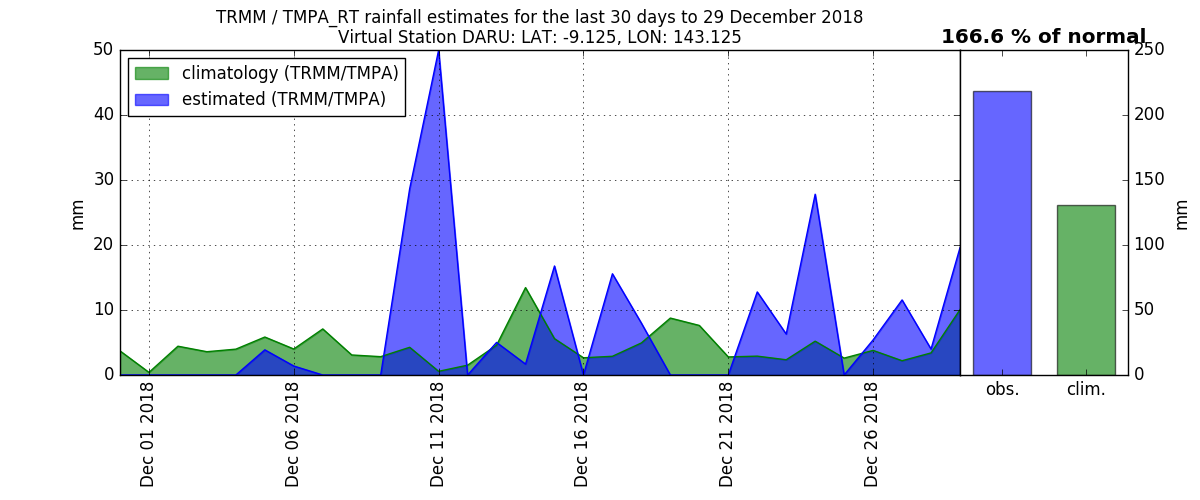 TRMM / TMPA_RT rainfall estimates for the last 30 days to 29 December 2018
Virtual Station DARU: LAT: -9.125, LON: 143.125
166.6 % of normal
climatology (TRMM/TMPA)
estimated (TRMM/TMPA)
mm
50
40
30
20
10
0
Dec 01 2018
Dec 06 2018
Dec 11 2018
Dec 16 2018
Dec 21 2018
Dec 26 2018
obs.
clim.
250
200
150
100
50
0
mm